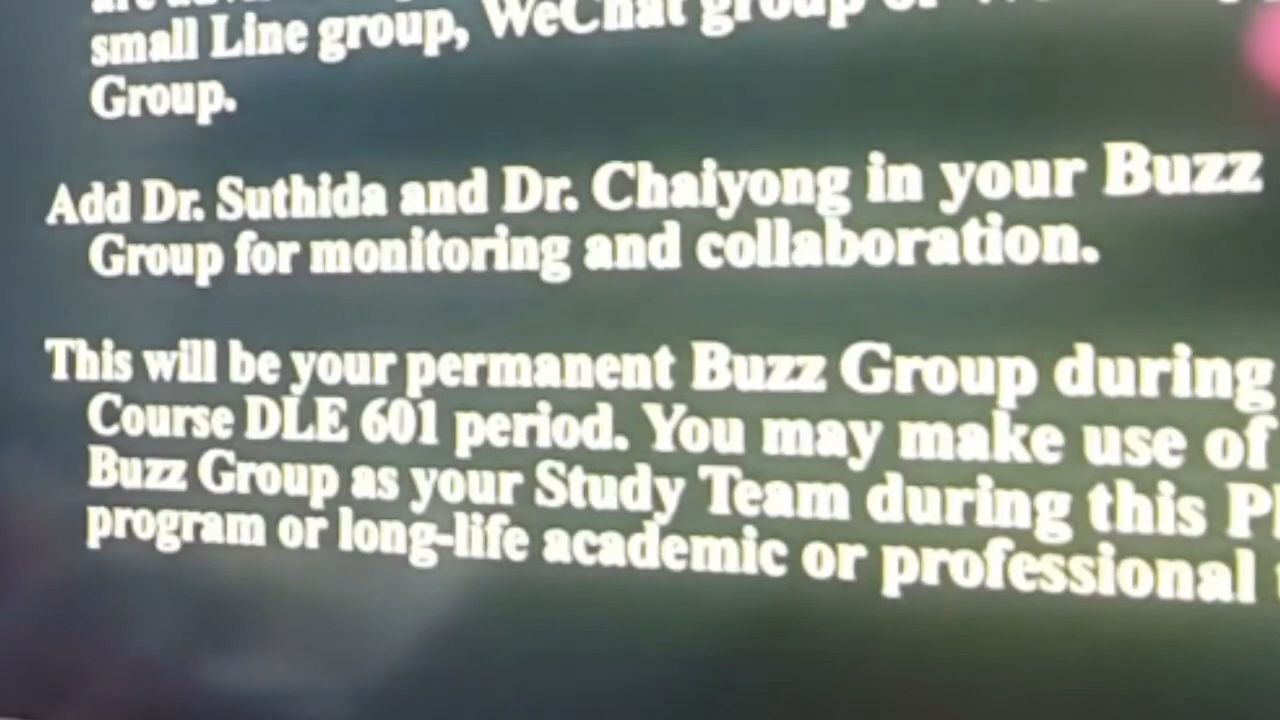 small Line group, WeChat group or
Group.
Add Dr. Suthida and Dr. Chaiyong in your Buzz
Group for monitoring and collaboration.
This will be your permanent Buzz Group during
Course DLE 601 period. You may make use of
Buzz Group as your Study Team during this
program or long-life academic or professional